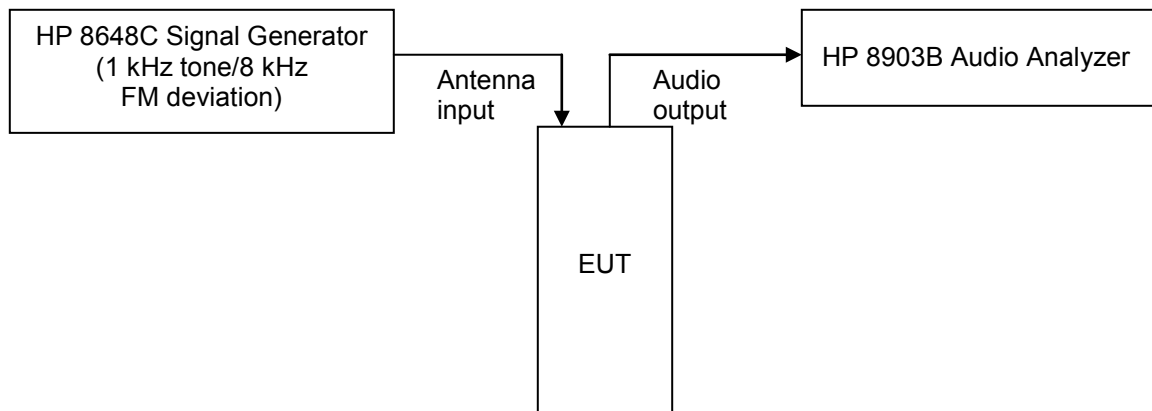 HP 8648C Signal Generator
(1 kHz tone/8 kHz
FM deviation)
Antenna
input
Audio
output
HP 8903B Audio Analyzer
EUT